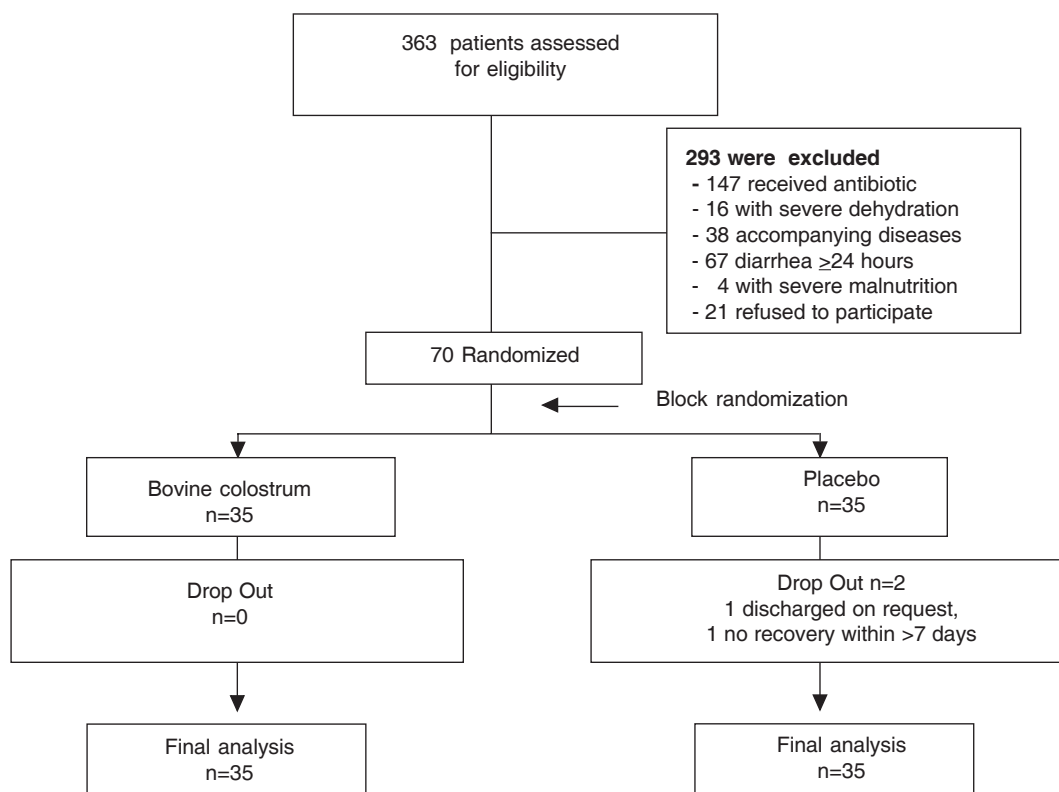 363 patients assessed
for eligibility
293 were excluded
- 147 received antibiotic
- 16 with severe dehydration
- 38 accompanying diseases
- 67 diarrhea ≥24 hours
- 4 with severe malnutrition
- 21 refused to participate
70 Randomized
Block randomization
Bovine colostrum
n=35
Placebo
n=35
Drop Out
n=0
Drop Out n=2
1 discharged on request,
1 no recovery within >7 days
Final analysis
n=35
Final analysis
n=35